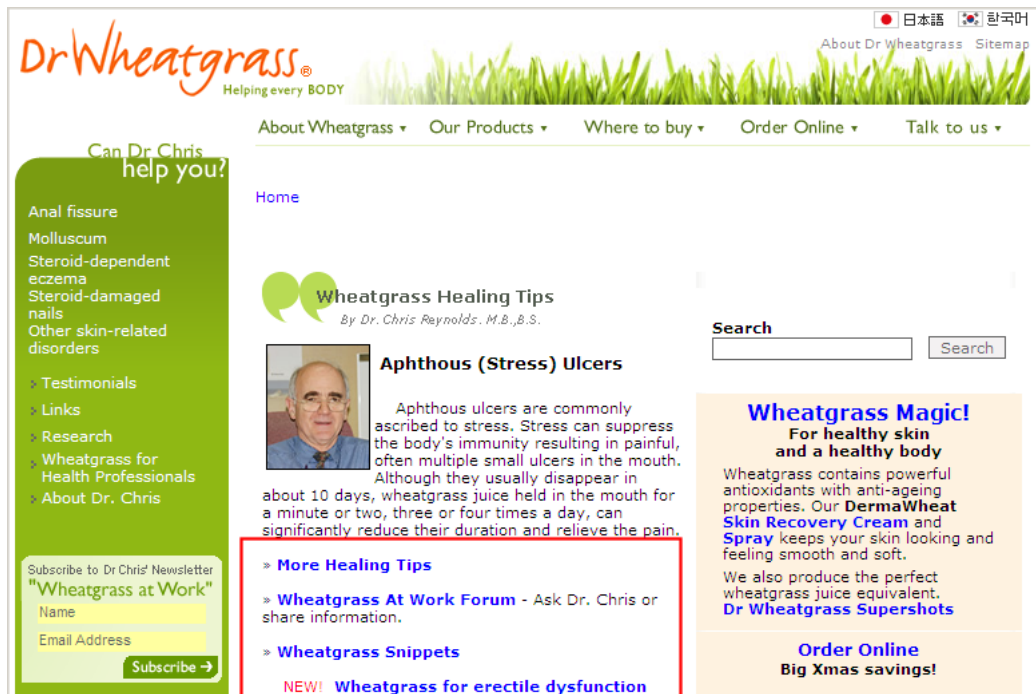 日本語 한국어
About Dr Wheatgrass Sitemap
DrWheatgrass®
Helping every BODY
About Wheatgrass Our Products Where to buy Order Online Talk to us
Can Dr Chris
help you?
Anal fissure
Molluscum
Steroid-dependent
eczema
Steroid-damaged
nails
Other skin-related
disorders
Testimonials
Links
Research
Wheatgrass for
Health Professionals
About Dr. Chris
Subscribe to Dr Chris' Newsletter
"Wheatgrass at Work"
Name
Email Address
Subscribe →
Home
Wheatgrass Healing Tips
By Dr. Chris Reynolds. M.B.,B.S.
Aphthous (Stress) Ulcers
Aphthous ulcers are commonly
ascribed to stress. Stress can suppress
the body's immunity resulting in painful,
often multiple small ulcers in the mouth.
Although they usually disappear in
about 10 days, wheatgrass juice held in the mouth for
a minute or two, three or four times a day, can
significantly reduce their duration and relieve the pain.
» More Healing Tips
» Wheatgrass At Work Forum - Ask Dr. Chris or
share information.
» Wheatgrass Snippets
NEW! Wheatgrass for erectile dysfunction
Search
Search
Wheatgrass Magic!
For healthy skin
and a healthy body
Wheatgrass contains powerful
antioxidants with anti-ageing
properties. Our DermaWheat
Skin Recovery Cream and
Spray keeps your skin looking and
feeling smooth and soft.
We also produce the perfect
wheatgrass juice equivalent.
Dr Wheatgrass Supershots
Order Online
Big Xmas savings!